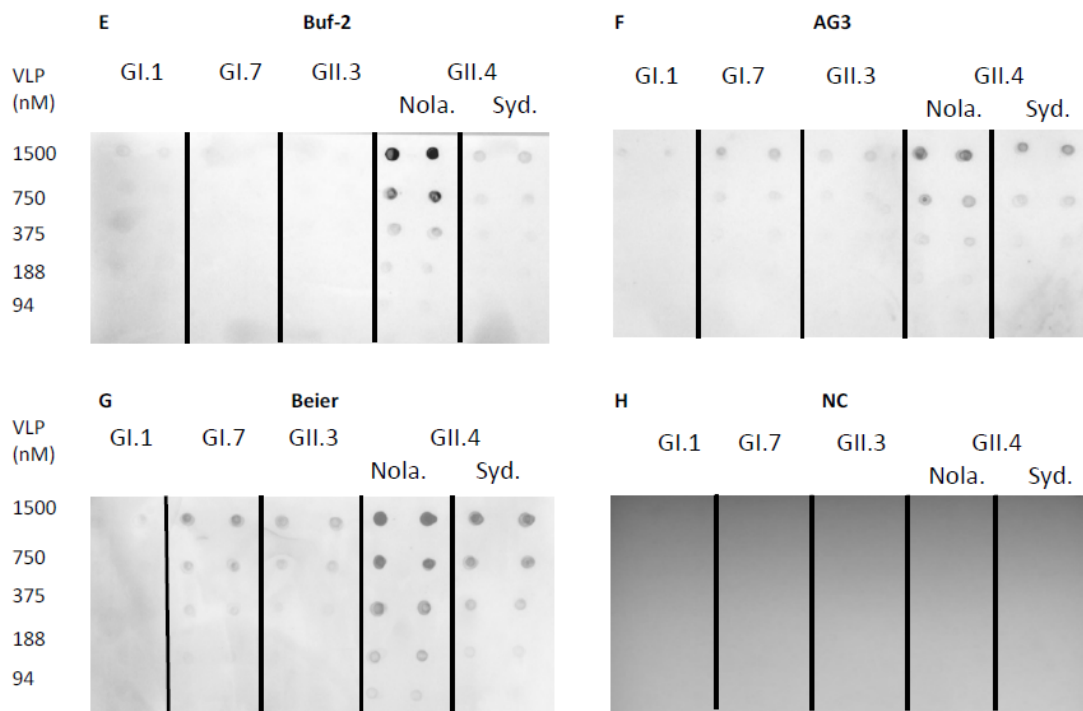 E Buf-2
F AG3
VLP (nM)
GI.1 GI.7 GII.3 GII.4
Nola. Syd.
GI.1 GI.7 GII.3 GII.4
Nola. Syd.
1500
750
375
188
94
G Beier
H NC
VLP (nM)
GI.1 GI.7 GII.3 GII.4
Nola. Syd.
GI.1 GI.7 GII.3 GII.4
Nola. Syd.
1500
750
375
188
94